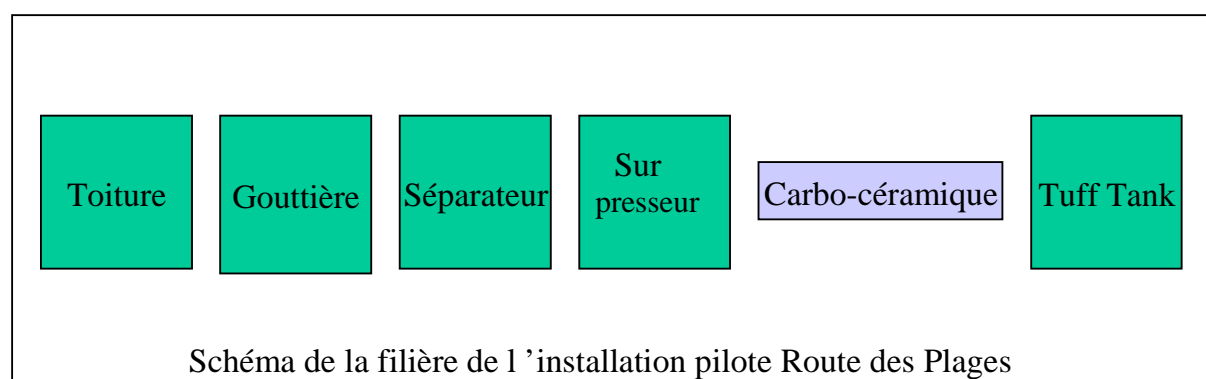 Toiture
Gouttière
Séparateur
Sur
presseur
Carbo-céramique
Tuff Tank
Schéma de la filière de l ’installation pilote Route des Plages